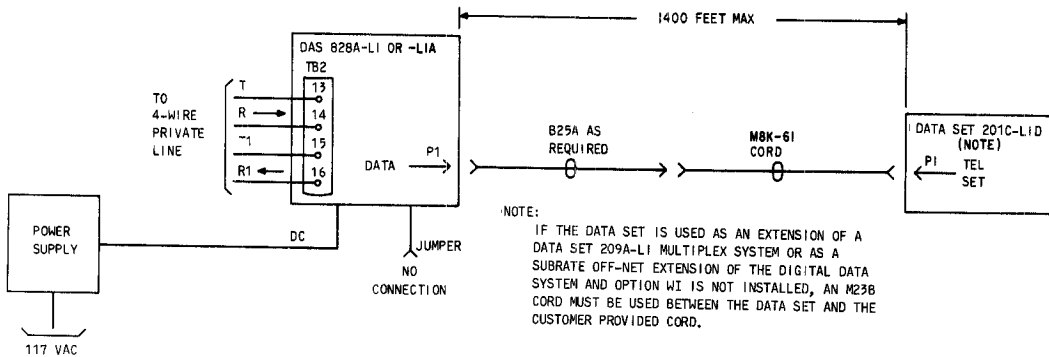 1400 FEET MAX
DAS 828A-L1 OR -L1A
TB2
13
14
15
16
T
R
T1
R1
TO
4-WIRE
PRIVATE
LINE
DATA
P1
B25A AS
REQUIRED
M8K-61
CORD
DATA SET 201C-L1D
(NOTE)
P1
TEL
SET
POWER
SUPPLY
DC
JUMPER
NO
CONNECTION
117 VAC
NOTE:
IF THE DATA SET IS USED AS AN EXTENSION OF A
DATA SET 209A-L1 MULTIPLEX SYSTEM OR AS A
SUBRATE OFF-NET EXTENSION OF THE DIGITAL DATA
SYSTEM AND OPTION WI IS NOT INSTALLED, AN M23B
CORD MUST BE USED BETWEEN THE DATA SET AND THE
CUSTOMER PROVIDED CORD.